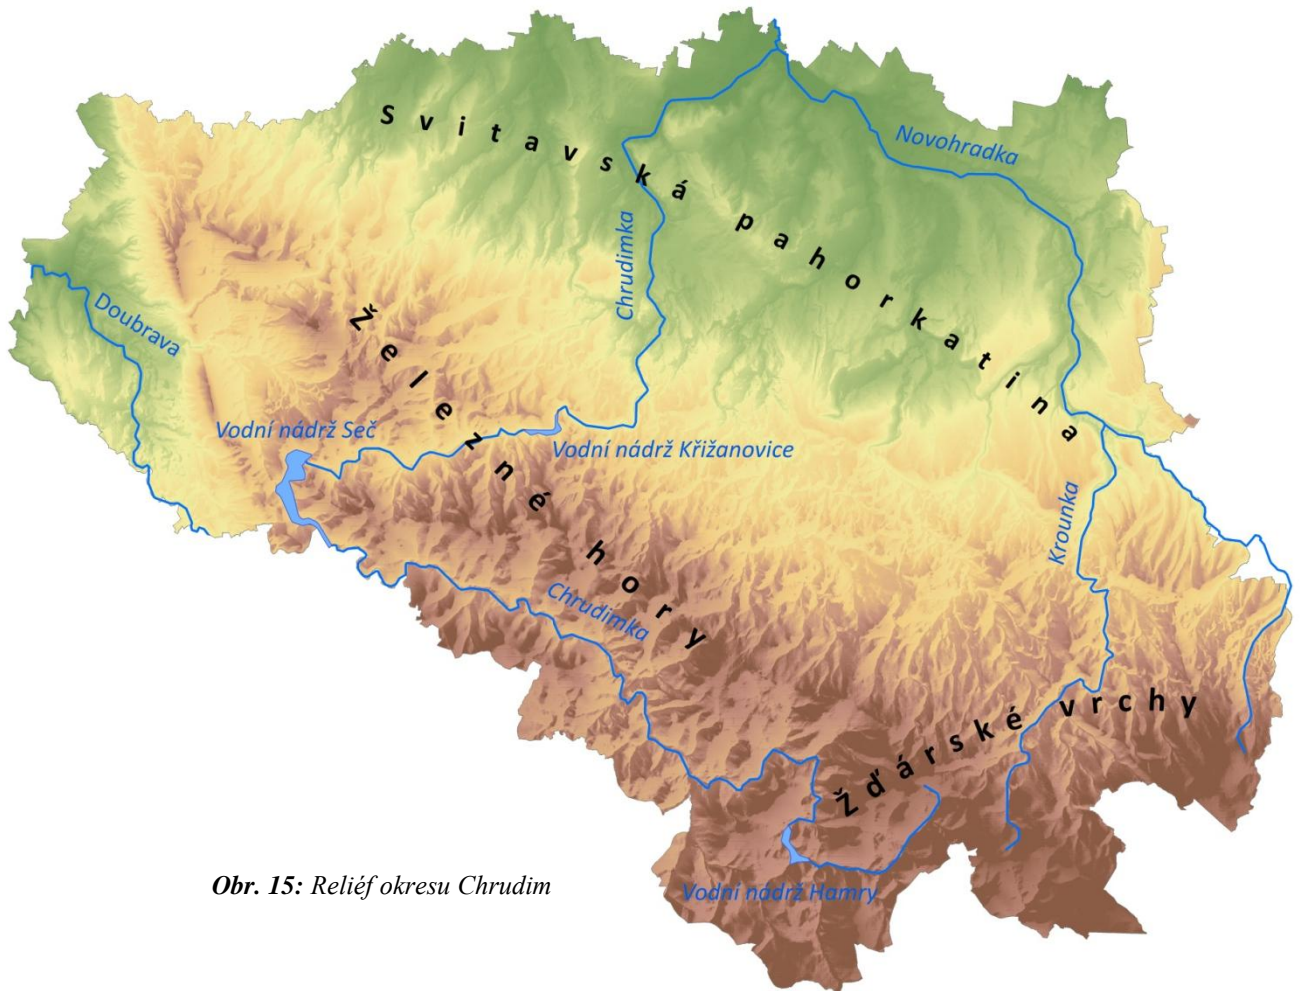 Svitavská pahorkatina
Novohradka
Chrudimka
Doubrava
Železné hory
Vodní nádrž Seč
Vodní nádrž Křižanovice
Krounka
Chrudimka
Žďárské vrchy
Vodní nádrž Hamry
Obr. 15: Reliéf okresu Chrudim